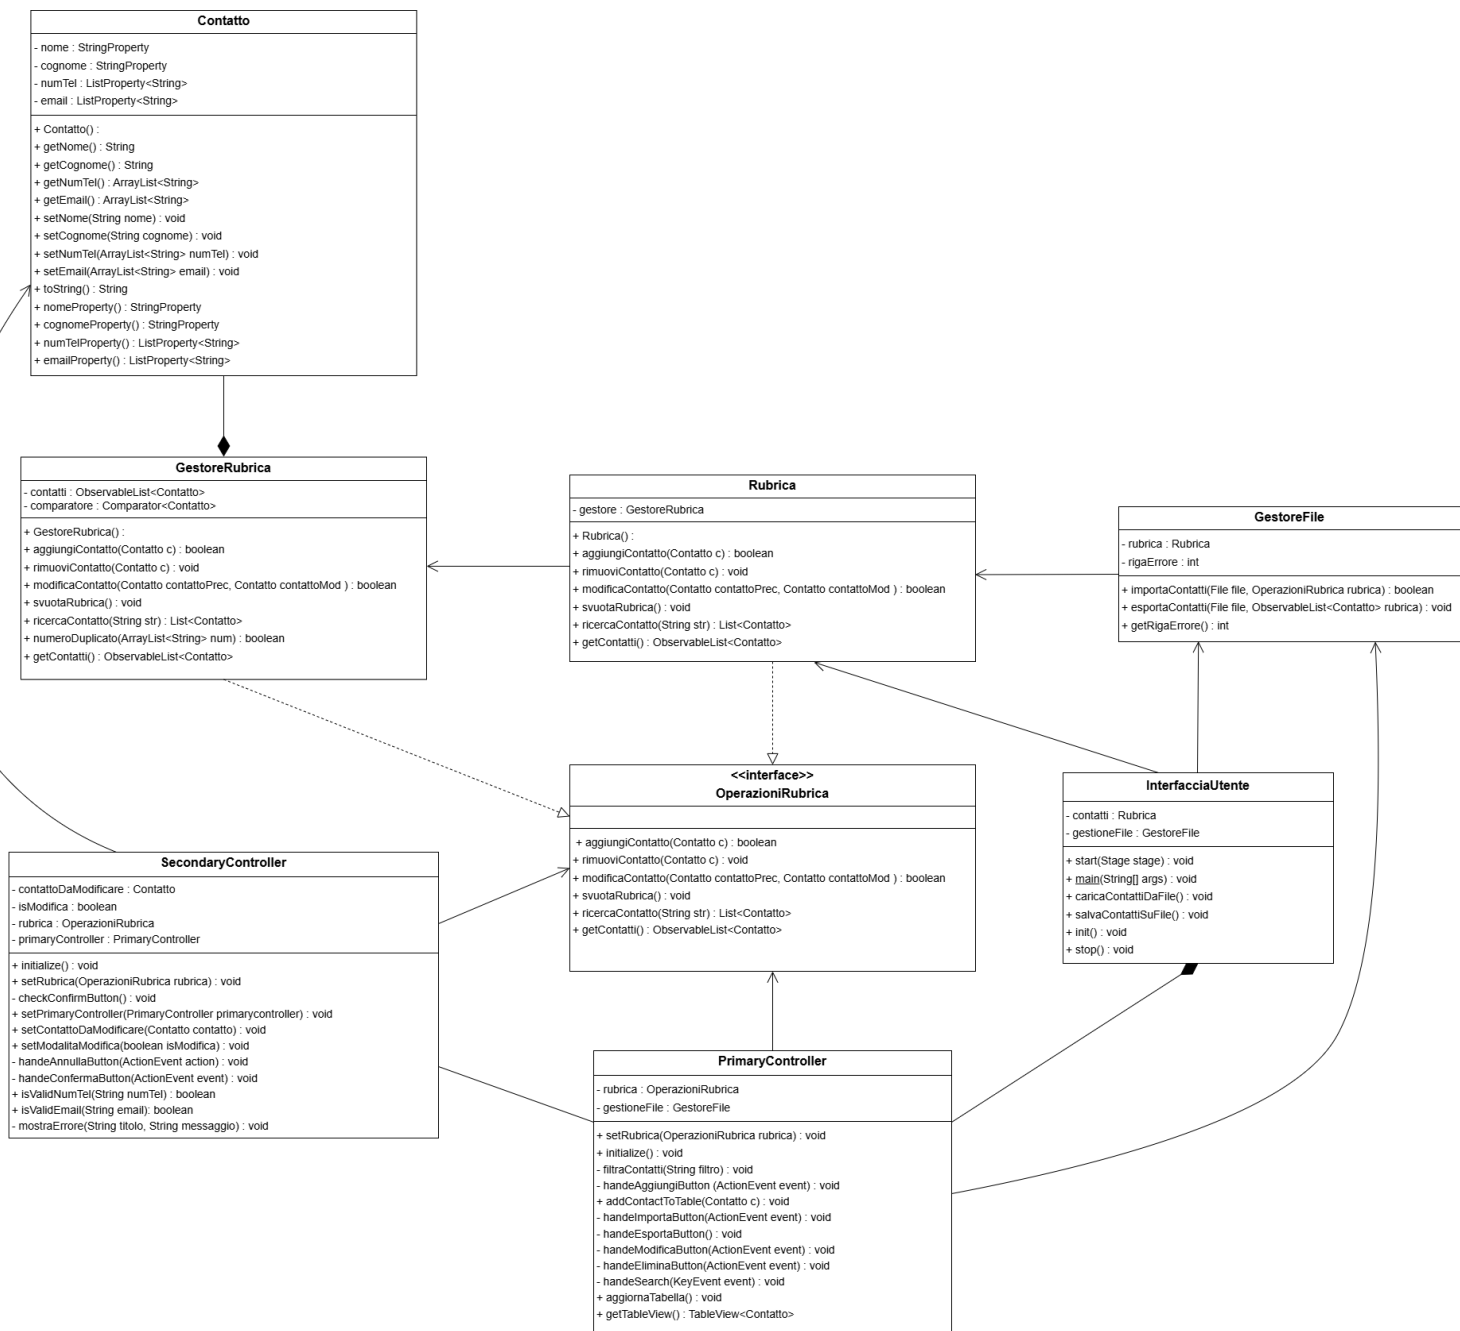 Contatto
- nome : StringProperty
- cognome : StringProperty
- numTel : ListProperty<String>
- email : ListProperty<String>
+ Contatto() :
+ getNome() : String
+ getCognome() : String
+ getNumTel() : ArrayList<String>
+ getEmail() : ArrayList<String>
+ setNome(String nome) : void
+ setCognome(String cognome) : void
+ setNumTel(ArrayList<String> numTel) : void
+ setEmail(ArrayList<String> email) : void
+ toString() : String
+ nomeProperty() : StringProperty
+ cognomeProperty() : StringProperty
+ numTelProperty() : ListProperty<String>
+ emailProperty() : ListProperty<String>
GestoreRubrica
- contatti : ObservableList<Contatto>
- comparatore : Comparator<Contatto>
+ GestoreRubrica() :
+ aggiungiContatto(Contatto c) : boolean
+ rimuoviContatto(Contatto c) : void
+ modificaContatto(Contatto contattoPrec, Contatto contattoMod ) : boolean
+ svuotaRubrica() : void
+ ricercaContatto(String str) : List<Contatto>
+ numeroDuplicato(ArrayList<String> num) : boolean
+ getContatti() : ObservableList<Contatto>
Rubrica
- gestore : GestoreRubrica
+ Rubrica() :
+ aggiungiContatto(Contatto c) : boolean
+ rimuoviContatto(Contatto c) : void
+ modificaContatto(Contatto contattoPrec, Contatto contattoMod ) : boolean
+ svuotaRubrica() : void
+ ricercaContatto(String str) : List<Contatto>
+ getContatti() : ObservableList<Contatto>
GestoreFile
- rubrica : Rubrica
- rigaErrore : int
+ importaContatti(File file, OperazioniRubrica rubrica) : boolean
+ esportaContatti(File file, ObservableList<Contatto> rubrica) : void
+ getRigaErrore() : int
<<interface>>
OperazioniRubrica
+ aggiungiContatto(Contatto c) : boolean
+ rimuoviContatto(Contatto c) : void
+ modificaContatto(Contatto contattoPrec, Contatto contattoMod ) : boolean
+ svuotaRubrica() : void
+ ricercaContatto(String str) : List<Contatto>
+ getContatti() : ObservableList<Contatto>
InterfacciaUtente
- contatti : Rubrica
- gestioneFile : GestoreFile
+ start(Stage stage) : void
+ main(String[] args) : void
+ caricaContattiDaFile() : void
+ salvaContattiSuFile() : void
+ init() : void
+ stop() : void
SecondaryController
- contattoDaModificare : Contatto
- isModifica : boolean
- rubrica : OperazioniRubrica
- primaryController : PrimaryController
+ initialize() : void
+ setRubrica(OperazioniRubrica rubrica) : void
- checkConfirmButton() : void
+ setPrimaryController(PrimaryController primarycontroller) : void
+ setContattoDaModificare(Contatto contatto) : void
+ setModalitaModifica(boolean isModifica) : void
- handeAnnullaButton(ActionEvent action) : void
- handeConfermaButton(ActionEvent event) : void
+ isValidNumTel(String numTel) : boolean
+ isValidEmail(String email): boolean
- mostraErrore(String titolo, String messaggio) : void
PrimaryController
- rubrica : OperazioniRubrica
- gestioneFile : GestoreFile
+ setRubrica(OperazioniRubrica rubrica) : void
+ initialize() : void
- filtraContatti(String filtro) : void
- handeAggiungiButton (ActionEvent event) : void
+ addContactToTable(Contatto c) : void
- handeImportaButton(ActionEvent event) : void
- handeEsportaButton() : void
- handeModificaButton(ActionEvent event) : void
- handeEliminaButton(ActionEvent event) : void
- handeSearch(KeyEvent event) : void
+ aggiornaTabella() : void
+ getTableView() : TableView<Contatto>